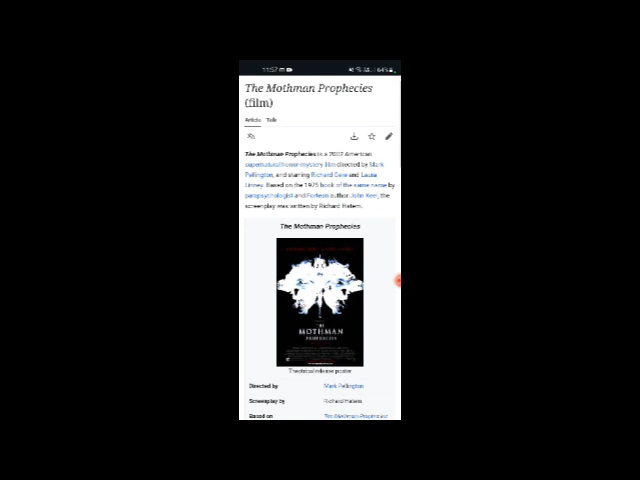 11:57
64%
The Mothman Prophecies
(film)
Article Talk
The Mothman Prophecies is a 2002 American
supernatural horror mystery film directed by Mark
Pellington, and starring Richard Gere and Laura
Linney. Based on the 1975 book of the same name by
parapsychologist and Fortean author John Keel, the
screenplay was written by Richard Hatem.
The Mothman Prophecies
THE
MOTHMAN
PROPHECIES
Theatrical release poster
Directed by Mark Pellington
Screenplay by Richard Hatem
Based on The Mothman Prophecies